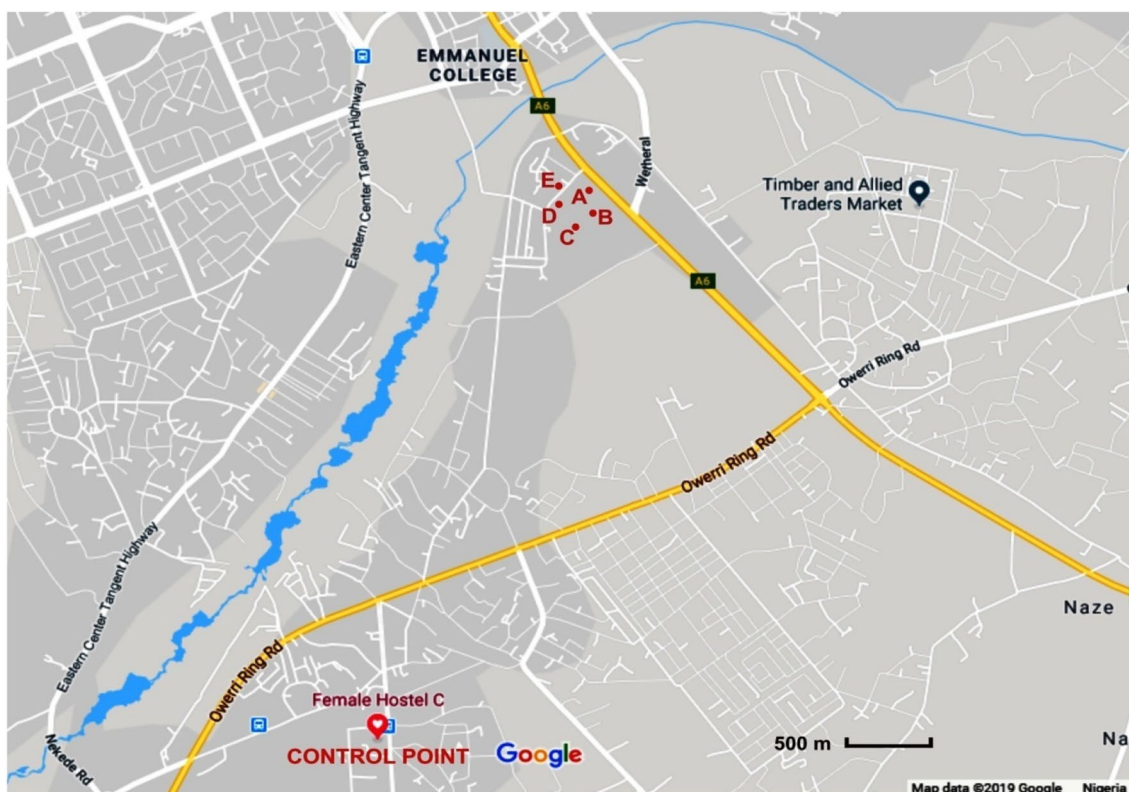 EMMANUEL
COLLEGE
A6
Eastern Center Tangent Highway
Wetheral
E
A
D
B
C
Timber and Allied
Traders Market
A6
Owerri Ring Rd
Owerri Ring Rd
Eastern Center Tangent Highway
Naze
Owerri Ring Rd
Female Hostel C
CONTROL POINT
Google
500 m
Nekede Rd
Na
Map data ©2019 Google Nigeria